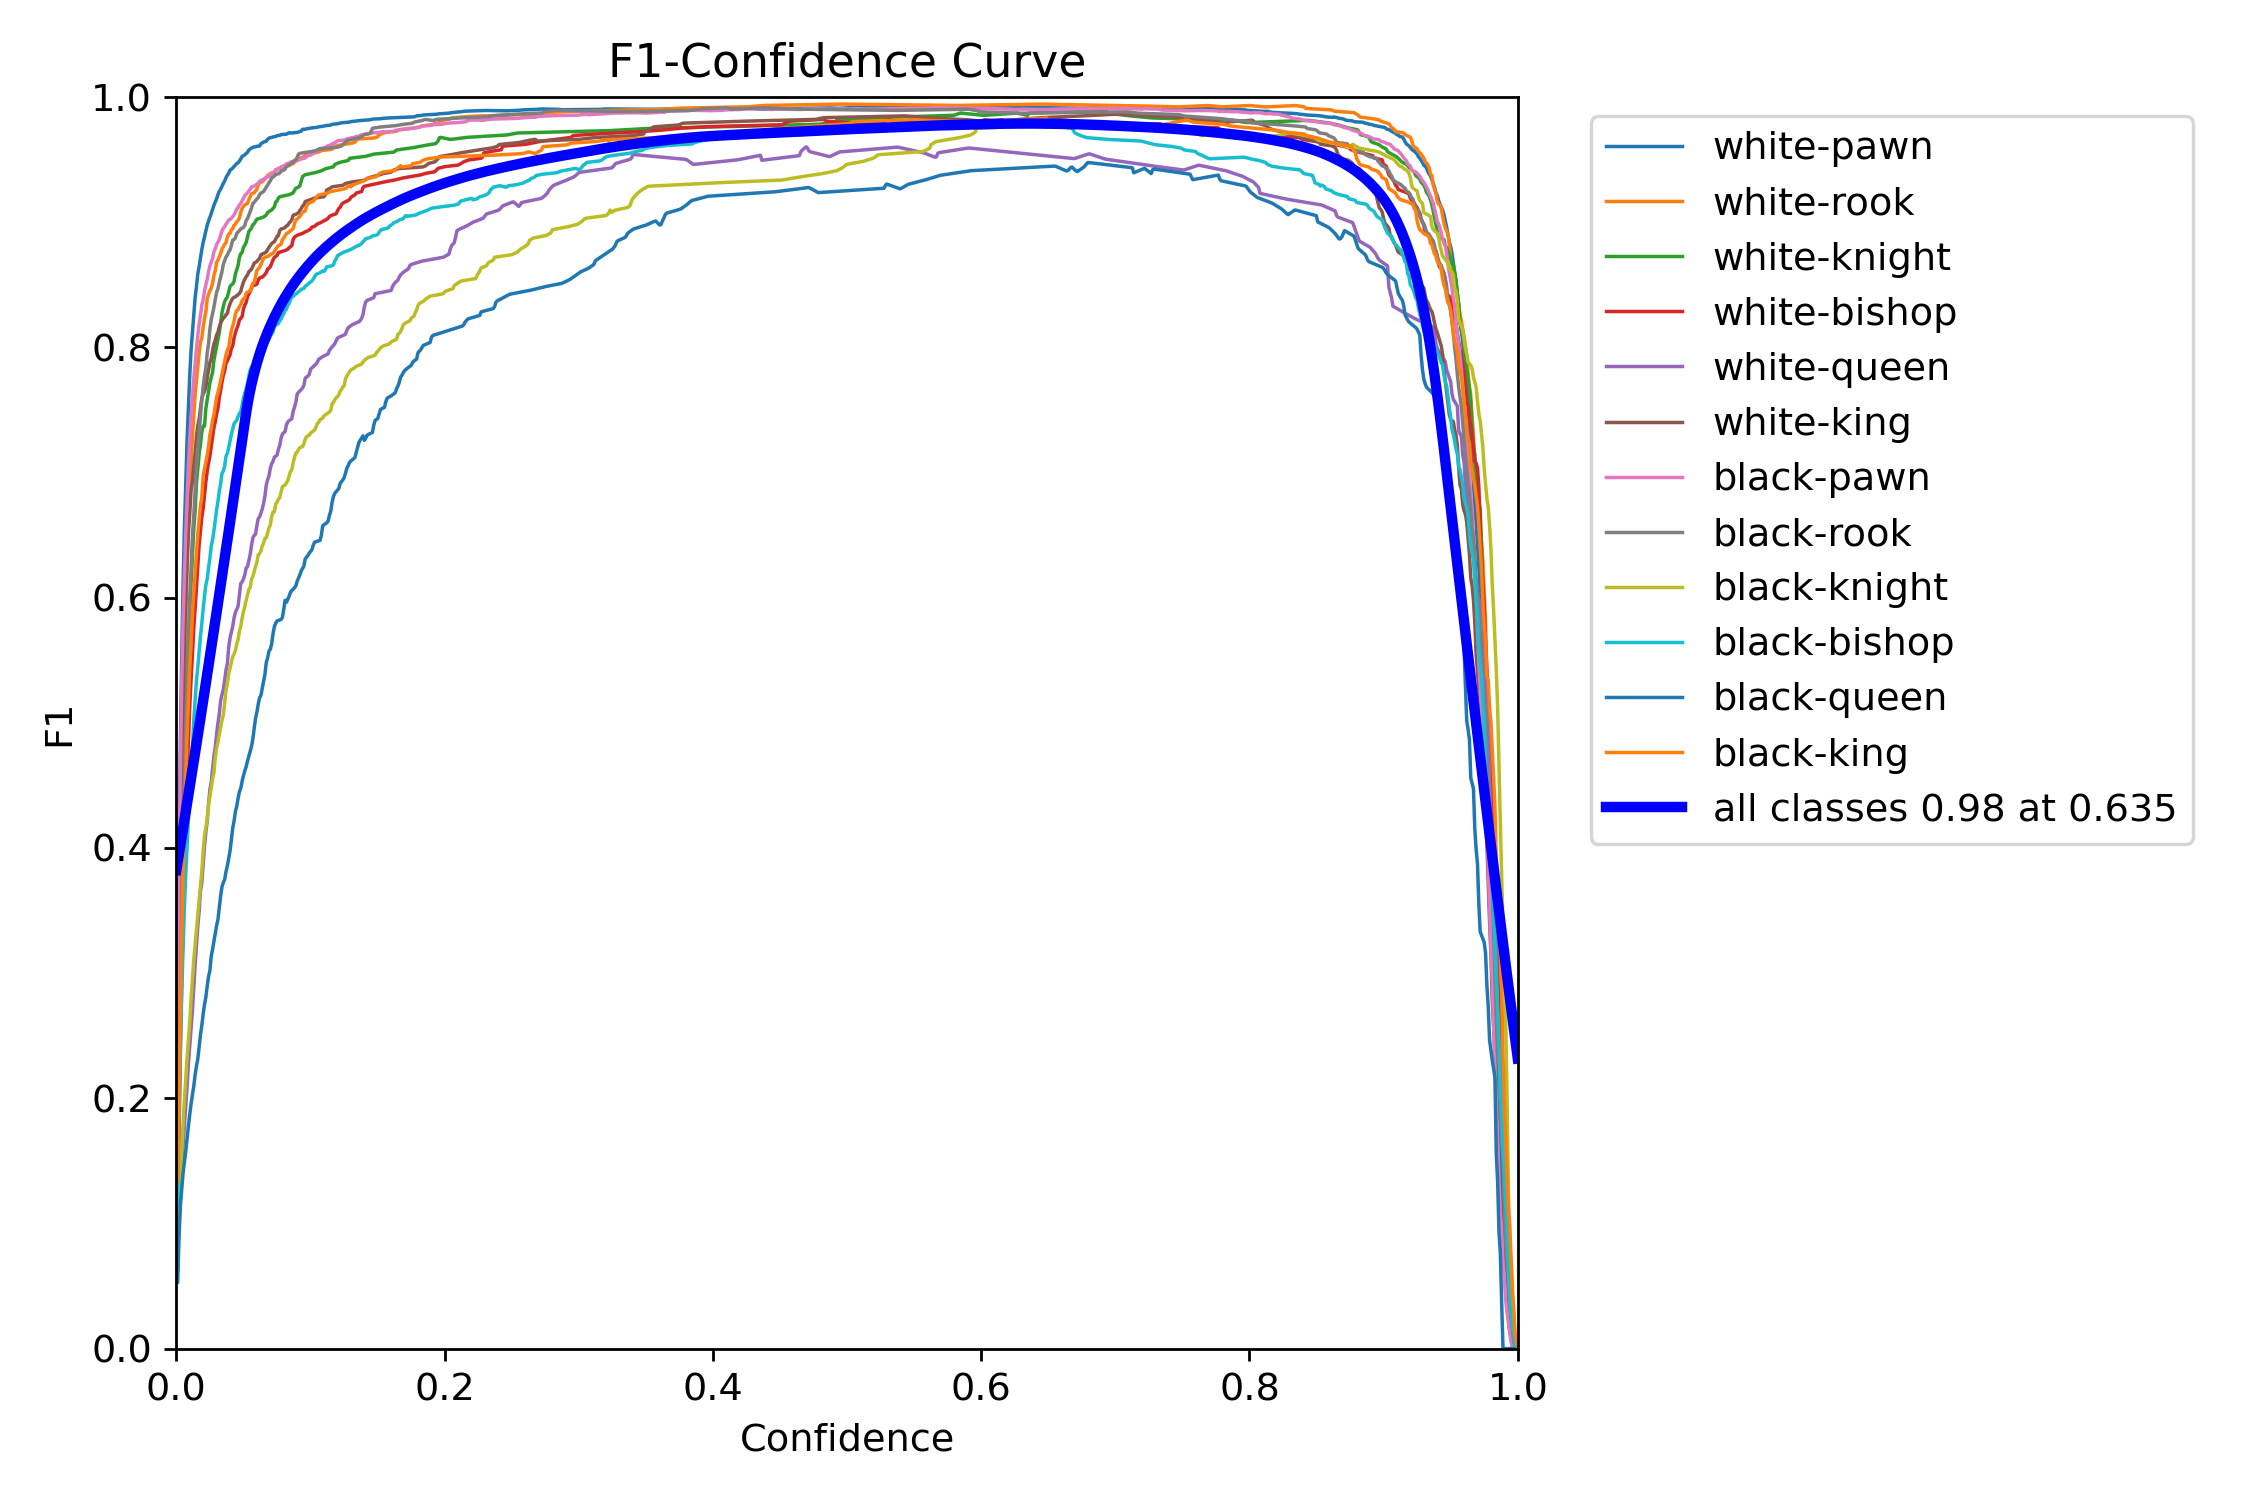 F1-Confidence Curve
1.0
0.8
0.6
0.4
0.2
0.0
F1
0.0 0.2 0.4 0.6 0.8 1.0
Confidence
white-pawn
white-rook
white-knight
white-bishop
white-queen
white-king
black-pawn
black-rook
black-knight
black-bishop
black-queen
black-king
all classes 0.98 at 0.635